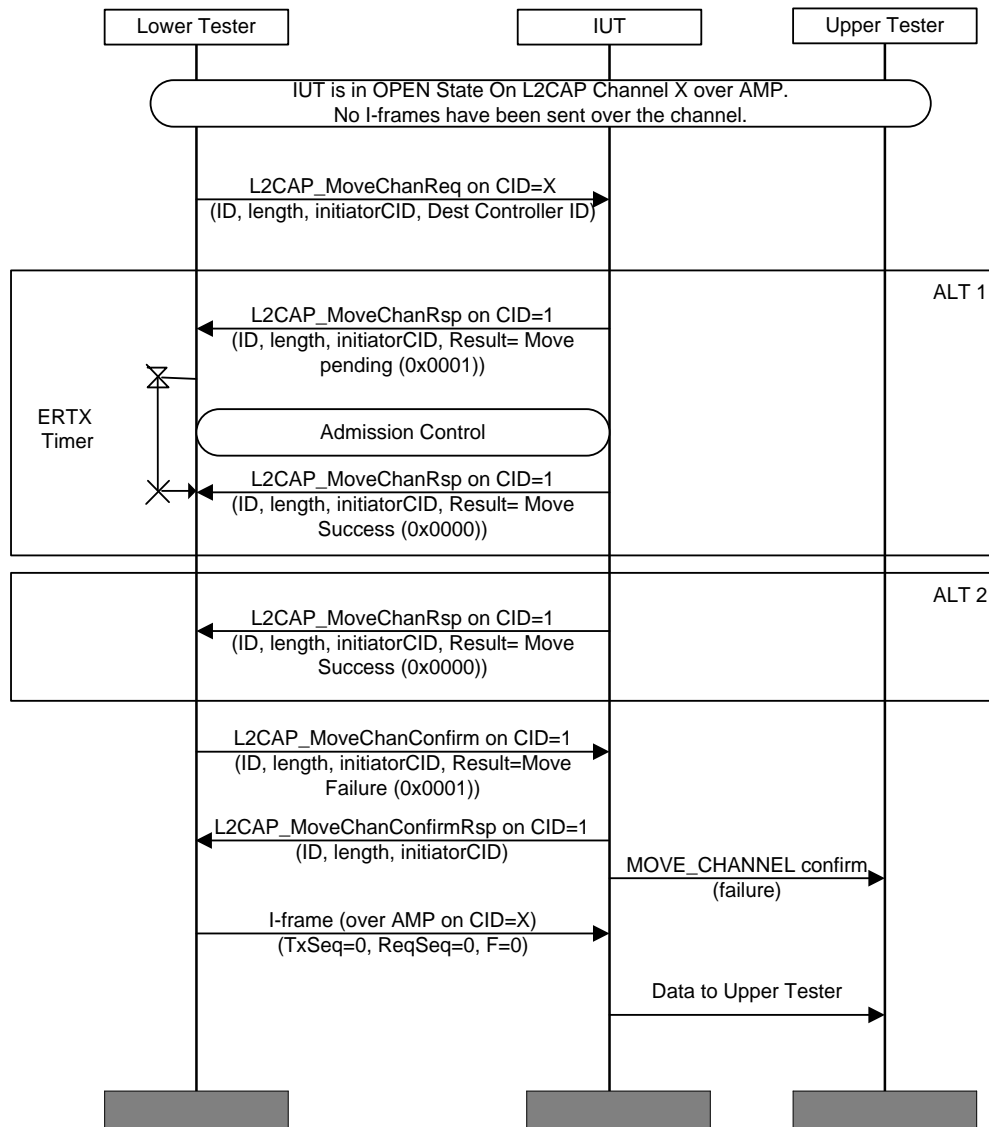 Lower Tester
IUT
Upper Tester
IUT is in OPEN State On L2CAP Channel X over AMP.
No I-frames have been sent over the channel.
L2CAP_MoveChanReq on CID=X
(ID, length, initiatorCID, Dest Controller ID)
ALT 1
L2CAP_MoveChanRsp on CID=1
(ID, length, initiatorCID, Result= Move
pending (0x0001))
ERTX
Timer
Admission Control
L2CAP_MoveChanRsp on CID=1
(ID, length, initiatorCID, Result= Move
Success (0x0000))
ALT 2
L2CAP_MoveChanRsp on CID=1
(ID, length, initiatorCID, Result= Move
Success (0x0000))
L2CAP_MoveChanConfirm on CID=1
(ID, length, initiatorCID, Result=Move
Failure (0x0001))
L2CAP_MoveChanConfirmRsp on CID=1
(ID, length, initiatorCID)
MOVE_CHANNEL confirm
(failure)
I-frame (over AMP on CID=X)
(TxSeq=0, ReqSeq=0, F=0)
Data to Upper Tester